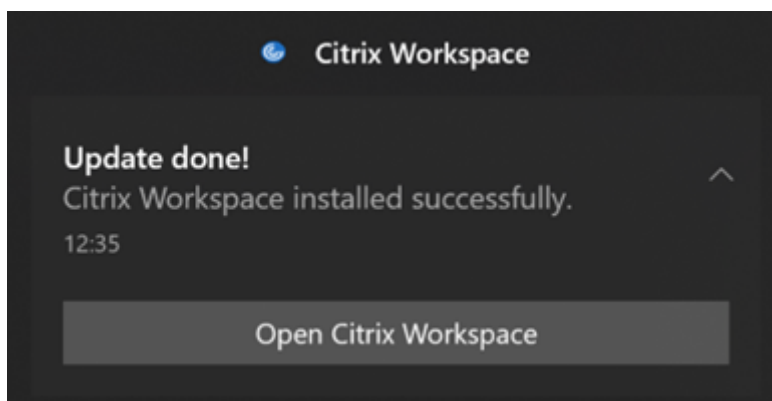 Citrix Workspace
Update done!
Citrix Workspace installed successfully.
12:35
Open Citrix Workspace